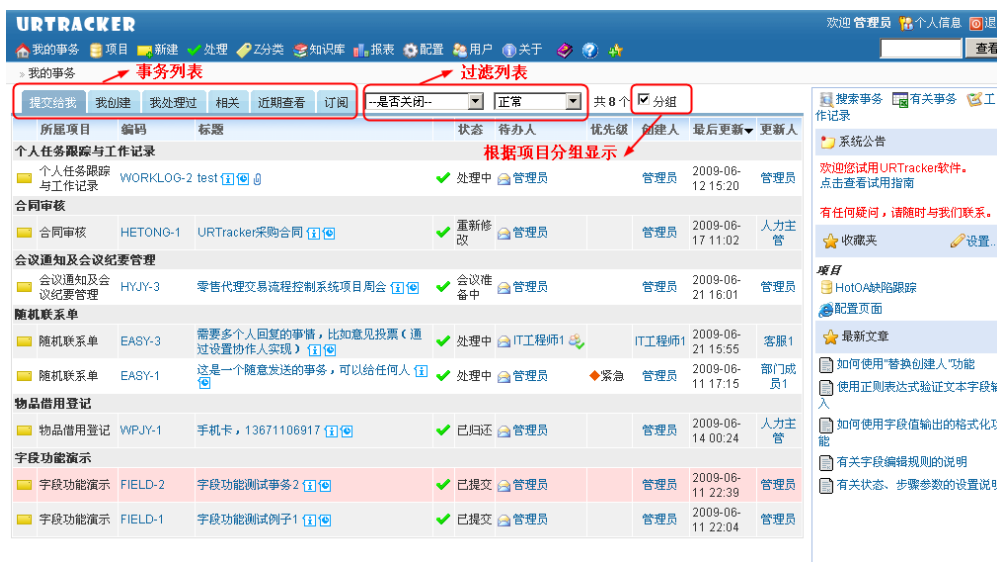 URTRACKER
欢迎 管理员 个人信息 退
我的事务 项目 新建 处理 Z分类 知识库 报表 配置 用户 关于 查看
» 我的事务
事务列表 过滤列表
提交给我 我创建 我处理过 相关 近期查看 订阅 --是否关闭-- 正常 共 8 个 分组
所属项目 编码 标题 状态 待办人 优先级 创建人 最后更新 更新人
根据项目分组显示
个人任务跟踪与工作记录
个人任务跟踪
与工作记录 WORKLOG-2 test 处理中 管理员 管理员 2009-06-
12 15:20 管理员
合同审核
合同审核 HETONG-1 URTracker采购合同 重新修
改 管理员 管理员 2009-06-
17 11:02 人力主
管
会议通知及会议纪要管理
会议通知及会
议纪要管理 HYJY-3 零售代理交易流程控制系统项目周会 会议准
备中 管理员 管理员 2009-06-
21 16:01 管理员
随机联系单
随机联系单 EASY-3 需要多个人回复的事情，比如意见投票（通
过设置协作人实现） 处理中 IT工程师1 IT工程师1 2009-06-
21 15:55 客服1
随机联系单 EASY-1 这是一个随意发送的事务，可以给任何人 处理中 管理员 紧急 管理员 2009-06-
11 17:15 部门成
员1
物品借用登记
物品借用登记 WPJY-1 手机卡，13671106917 已归还 管理员 管理员 2009-06-
14 00:24 人力主
管
字段功能演示
字段功能演示 FIELD-2 字段功能测试事务2 已提交 管理员 管理员 2009-06-
11 22:39 管理员
字段功能演示 FIELD-1 字段功能测试例子1 已提交 管理员 管理员 2009-06-
11 22:04 管理员
搜索事务 有关事务 工
作记录
系统公告
欢迎您试用URTracker软件。
点击查看试用指南
有任何疑问，请随时与我们联系。
收藏夹 设置..
项目
HotOA缺陷跟踪
配置页面
最新文章
如何使用"替换创建人"功能
使用正则表达式验证文本字段输
入
如何使用字段值输出的格式化功
能
有关字段编辑规则的说明
有关状态、步骤参数的设置说明